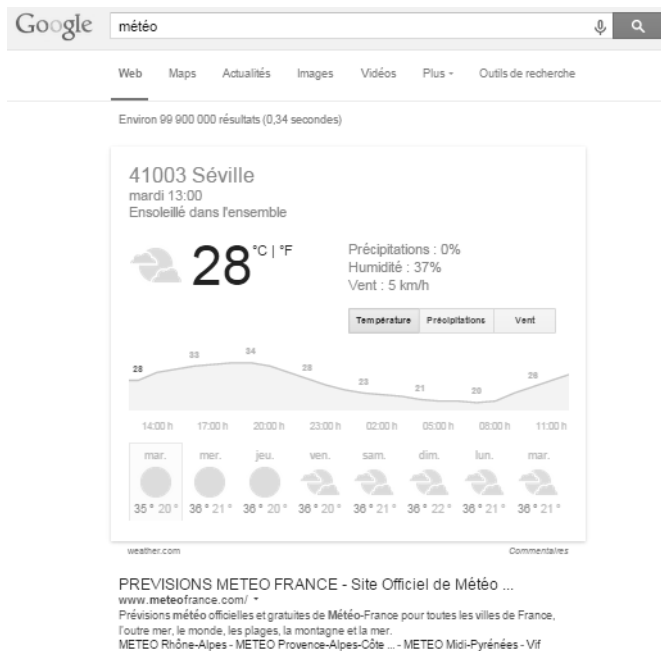 Google météo
Web Maps Actualités Images Vidéos Plus Outils de recherche
Environ 99 900 000 résultats (0,34 secondes)
41003 Séville
mardi 13:00
Ensoleillé dans l'ensemble
28 °C | °F
Précipitations : 0%
Humidité : 37%
Vent : 5 km/h
Température Précipitations Vent
28 33 34 28 23 21 20 26
14:00 h 17:00 h 20:00 h 23:00 h 02:00 h 05:00 h 08:00 h 11:00 h
mar. mer. jeu. ven. sam. dim. lun. mar.
35° 20° 36° 21° 36° 20° 36° 20° 36° 21° 36° 22° 36° 21° 36° 21°
weather.com Commentaires
PREVISIONS METEO FRANCE - Site Officiel de Météo ...
www.meteofrance.com/
Prévisions météo officielles et gratuites de Météo-France pour toutes les villes de France,
l'outre mer, le monde, les plages, la montagne et la mer.
METEO Rhône-Alpes - METEO Provence-Alpes-Côte ... - METEO Midi-Pyrénées - Vif